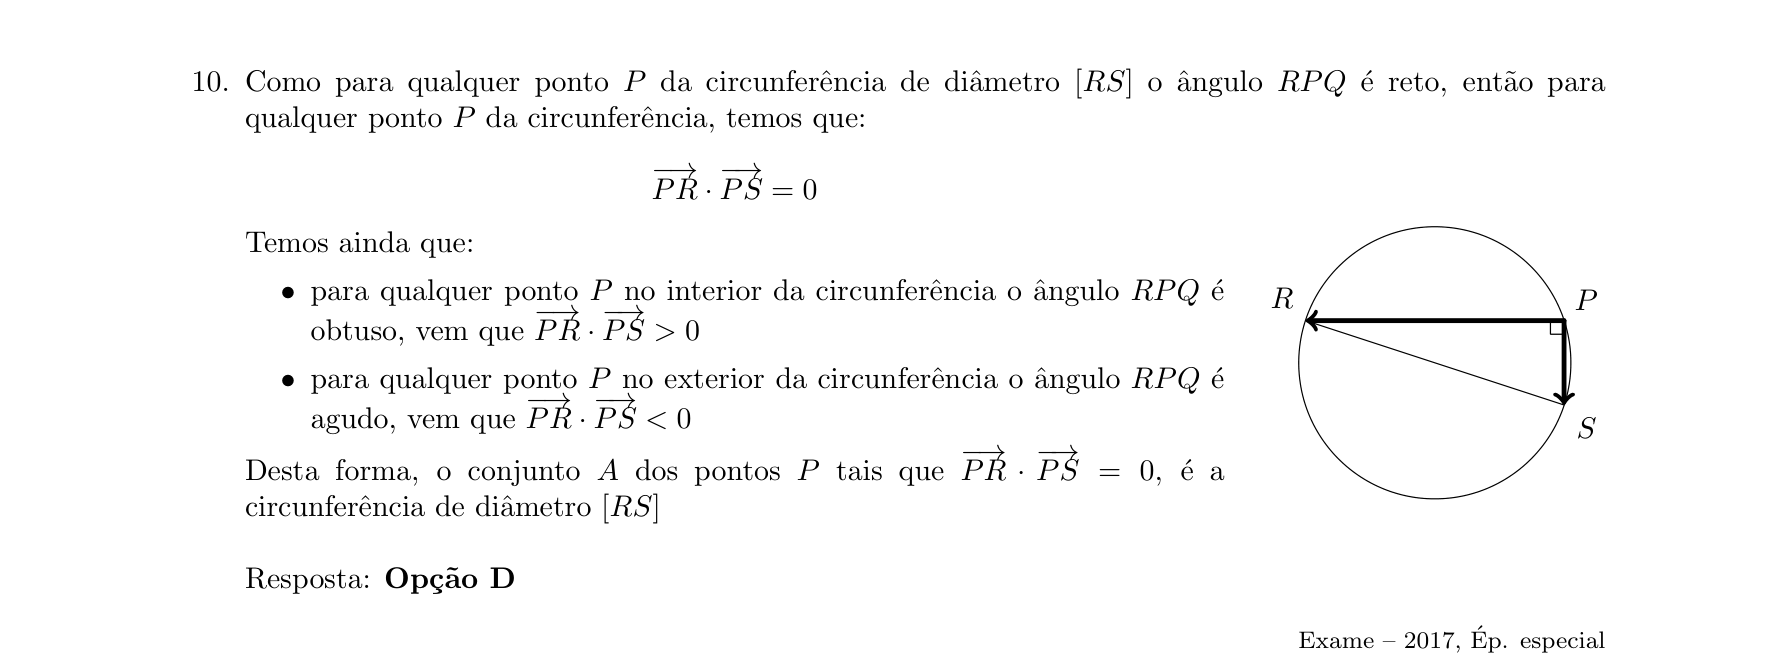 10. Como para qualquer ponto P da circunferência de diâmetro [RS] o ângulo RPQ é reto, então para
qualquer ponto P da circunferência, temos que:
$\overrightarrow{PR} \cdot \overrightarrow{PS} = 0$
Temos ainda que:
• para qualquer ponto P no interior da circunferência o ângulo RPQ é
obtuso, vem que $\overrightarrow{PR} \cdot \overrightarrow{PS} > 0$
• para qualquer ponto P no exterior da circunferência o ângulo RPQ é
agudo, vem que $\overrightarrow{PR} \cdot \overrightarrow{PS} < 0$
Desta forma, o conjunto A dos pontos P tais que $\overrightarrow{PR} \cdot \overrightarrow{PS} = 0$, é a
circunferência de diâmetro [RS]
R
P
S
Resposta: Opção D
Exame – 2017, Ép. especial